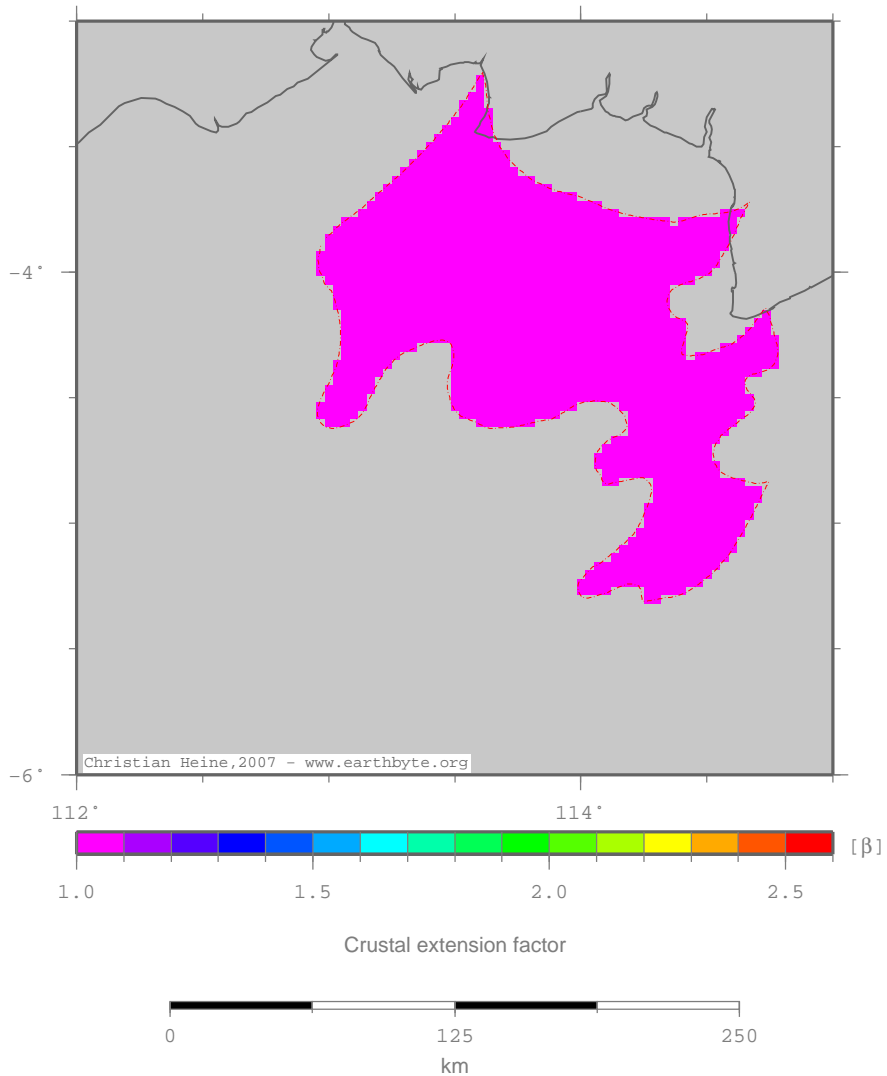 −4°
Christian Heine,2007 − www.earthbyte.org
−6°
112° 114°
[β]
1.0 1.5 2.0 2.5
Crustal extension factor
0 125 250
km